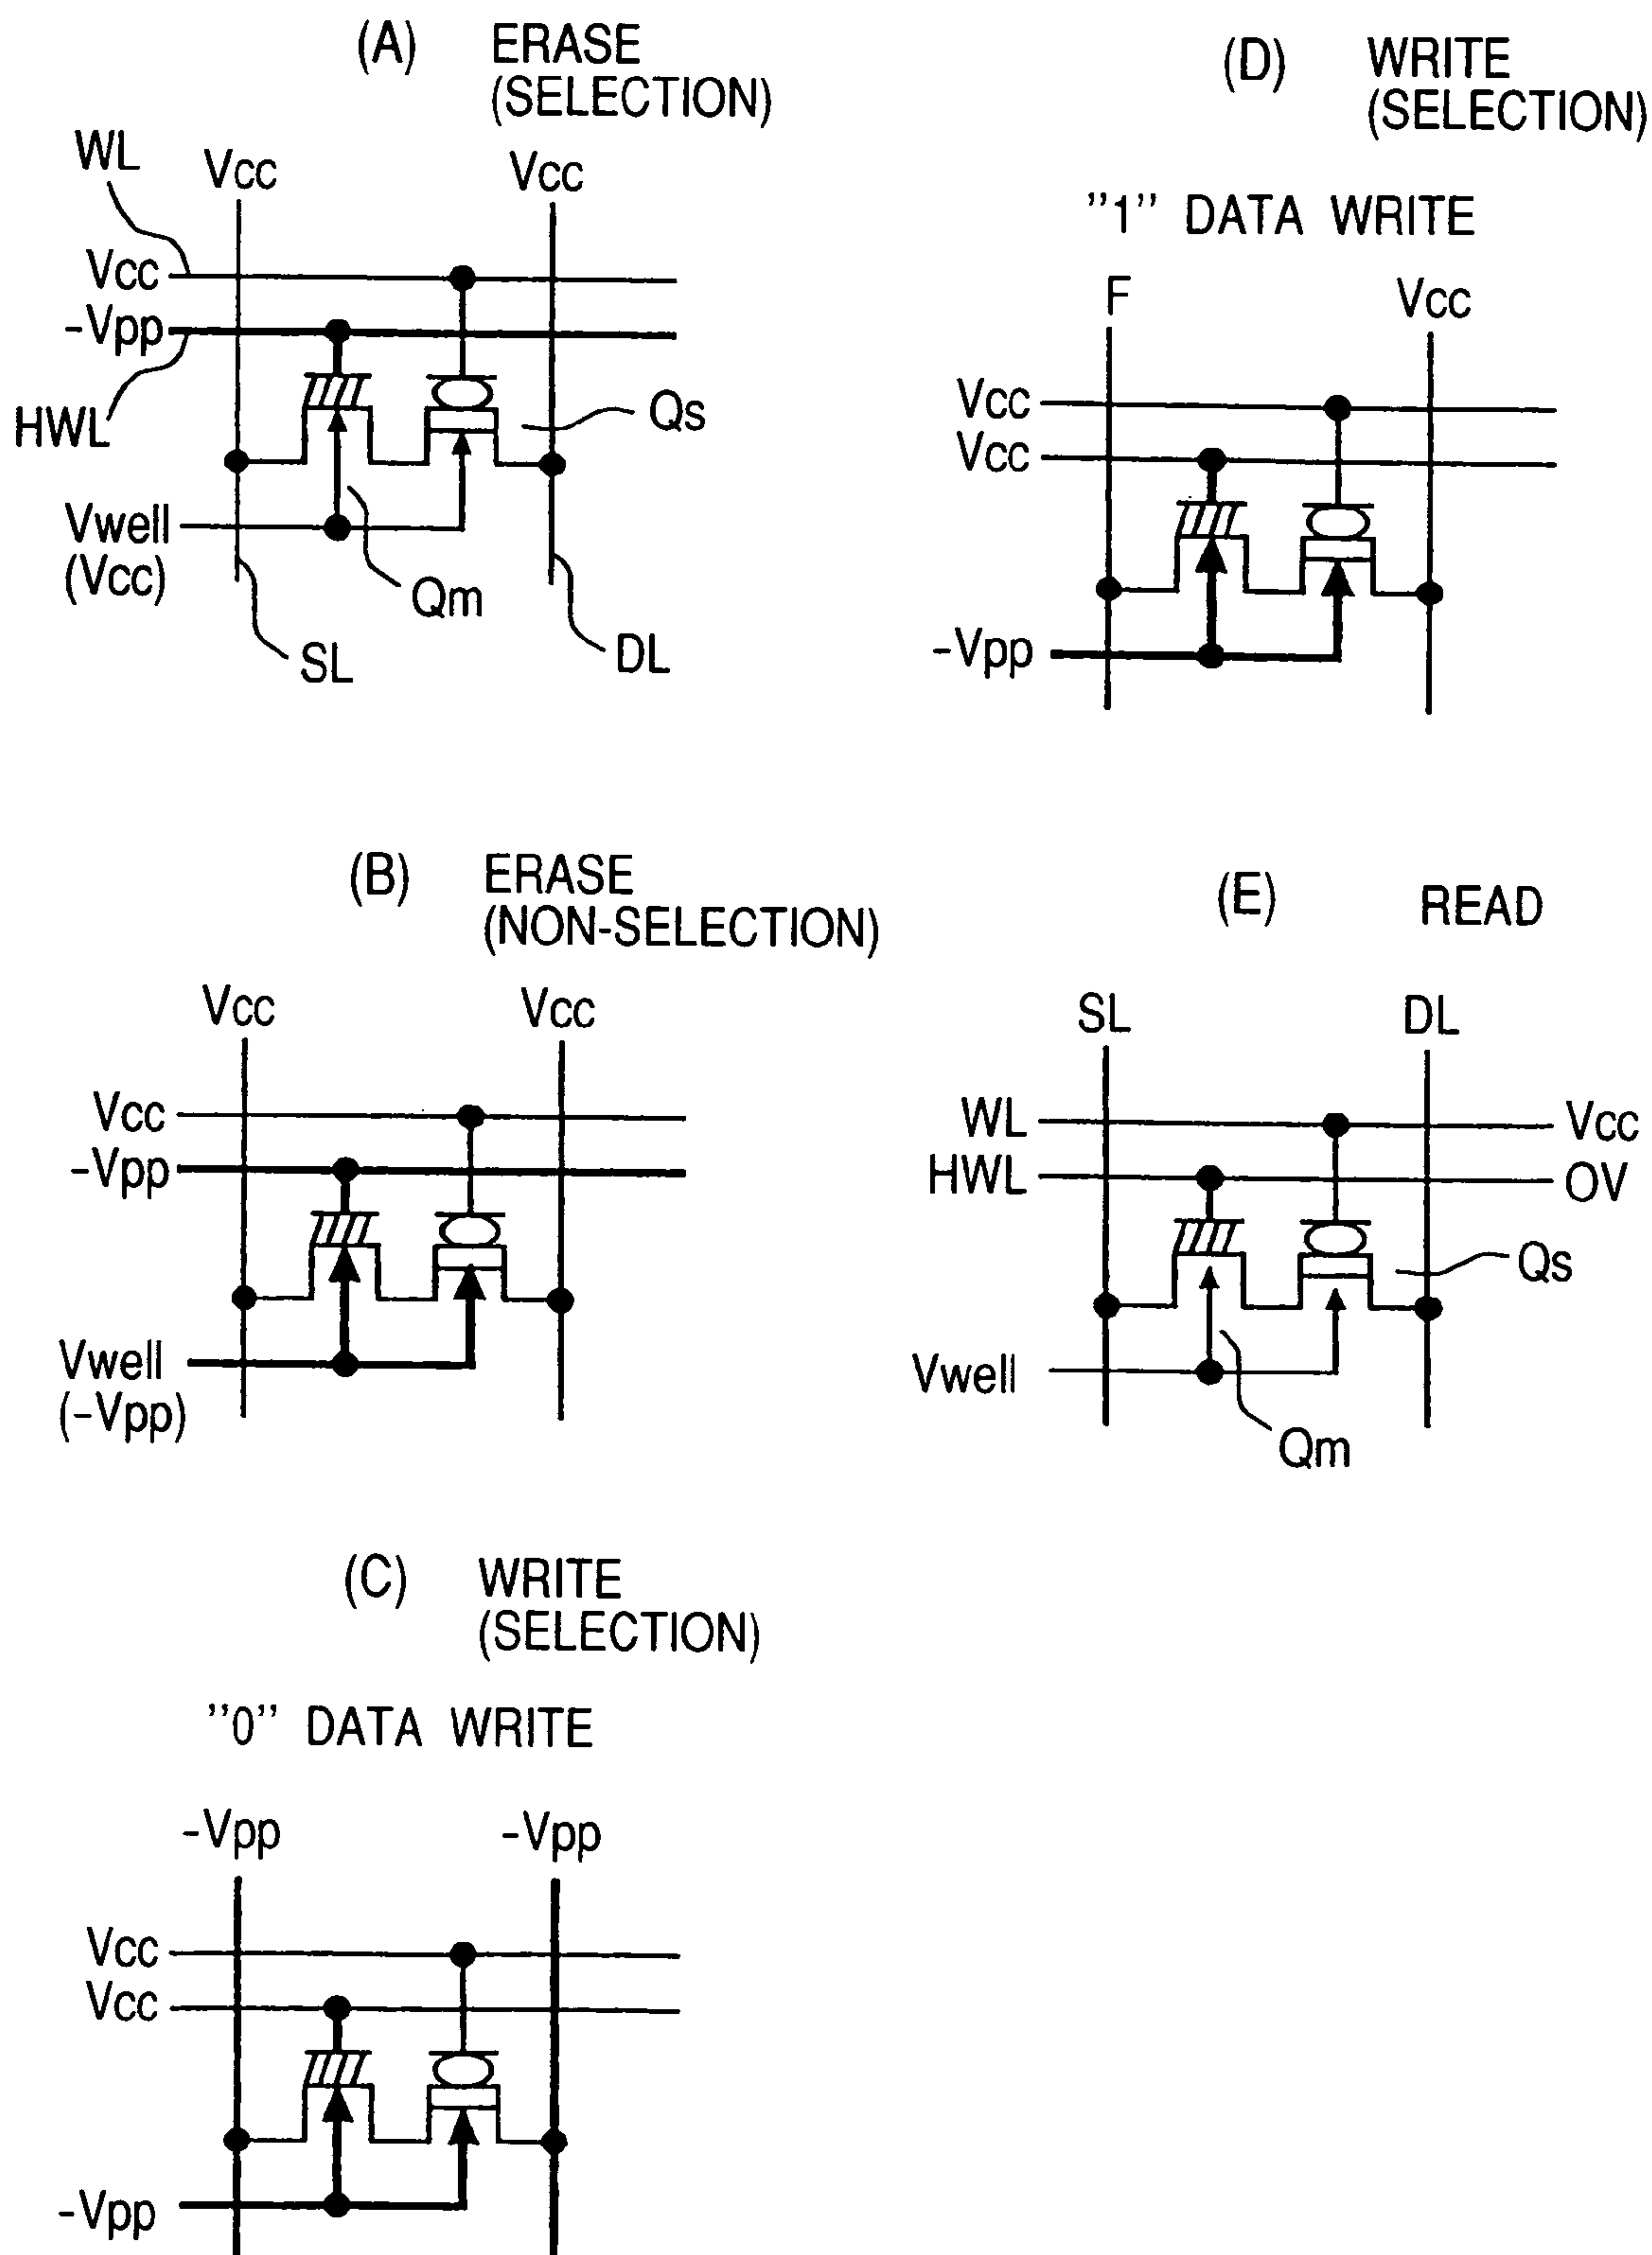 (A) ERASE
(SELECTION)
WL
Vcc Vcc
Vcc
-Vpp
HWL
Qs
Vwell
(Vcc)
Qm
SL
DL
(B) ERASE
(NON-SELECTION)
Vcc Vcc
Vcc
-Vpp
Vwell
(-Vpp)
(C) WRITE
(SELECTION)
"0" DATA WRITE
-Vpp -Vpp
Vcc
Vcc
-Vpp
(D) WRITE
(SELECTION)
"1" DATA WRITE
F Vcc
Vcc
Vcc
-Vpp
(E) READ
SL DL
WL Vcc
HWL OV
Qs
Vwell
Qm